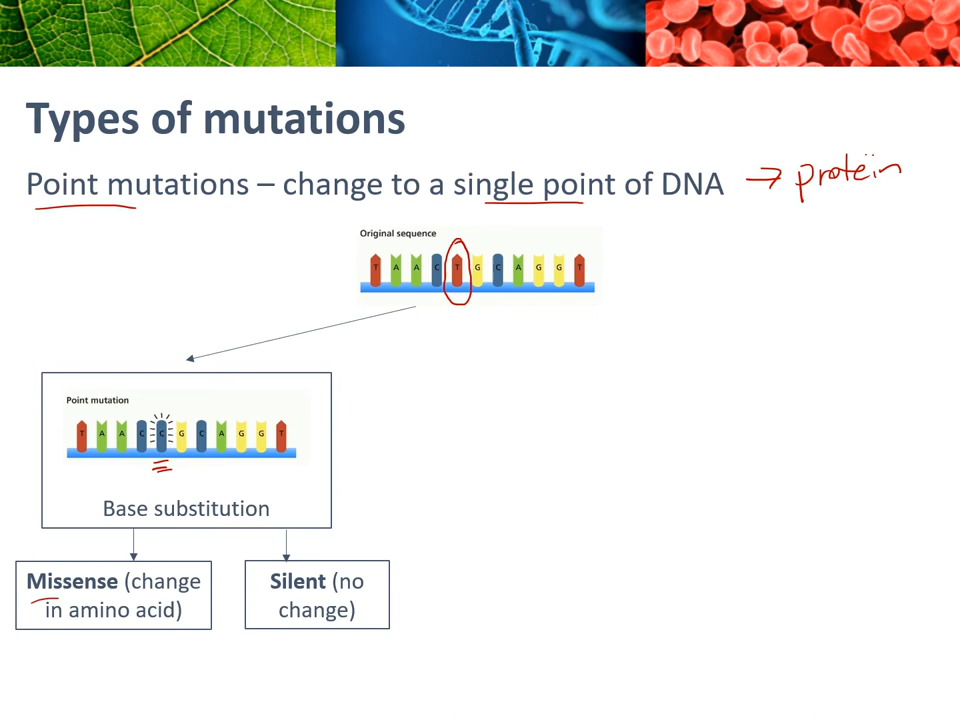 Types of mutations
Point mutations – change to a single point of DNA → protein
Original sequence
T A A C T G C A G G T
Point mutation
T A A C C G C A G G T
Base substitution
Missense (change
in amino acid)
Silent (no
change)